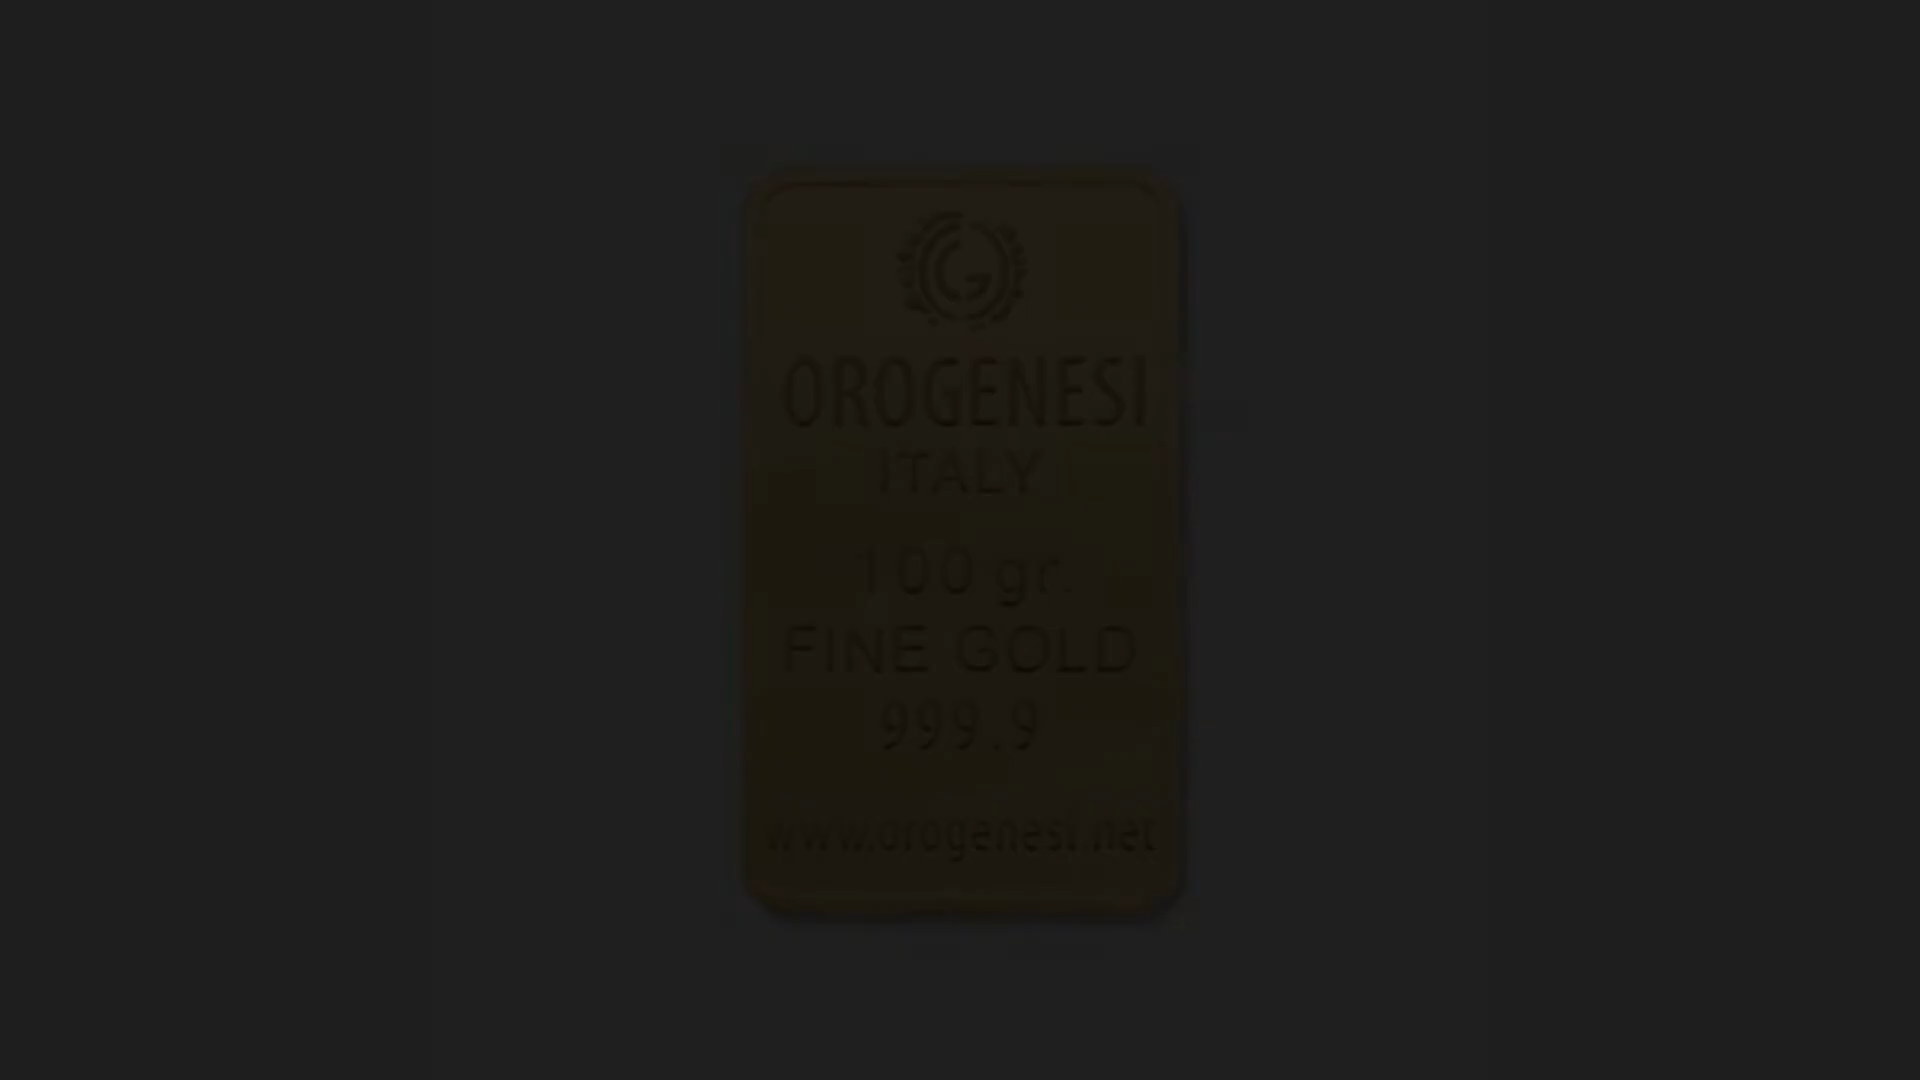 G
OROGENESI
ITALY
100 gr.
FINE GOLD
999.9
www.orogenesi.net